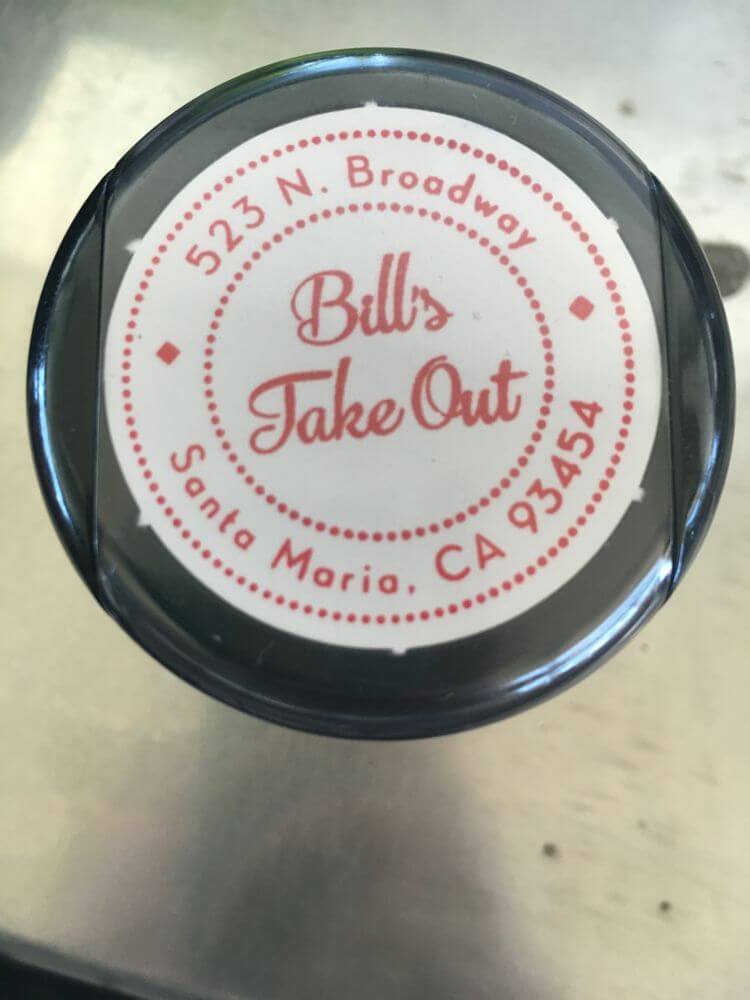 523 N. Broadway
Bill's
Take Out
Santa Maria, CA 93454